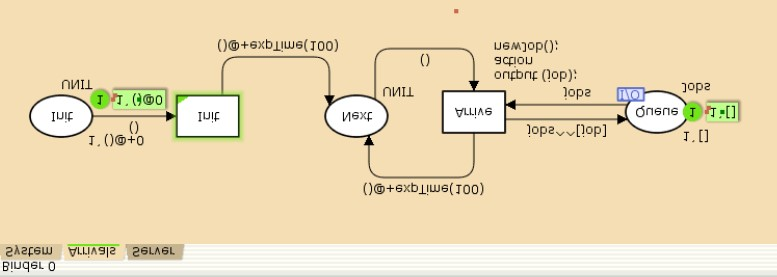 Binder 0
System Arrivals Server
()@+expTime(100)
1`()@+0
()
jobs^^[job]
1`[]
Init
Init
Next
Arrive
Queue
1 1`()@0
1 1`[]
I/O
jobs
UNIT
UNIT
Jobs
output (job);
action
newJob();
()
()@+expTime(100)